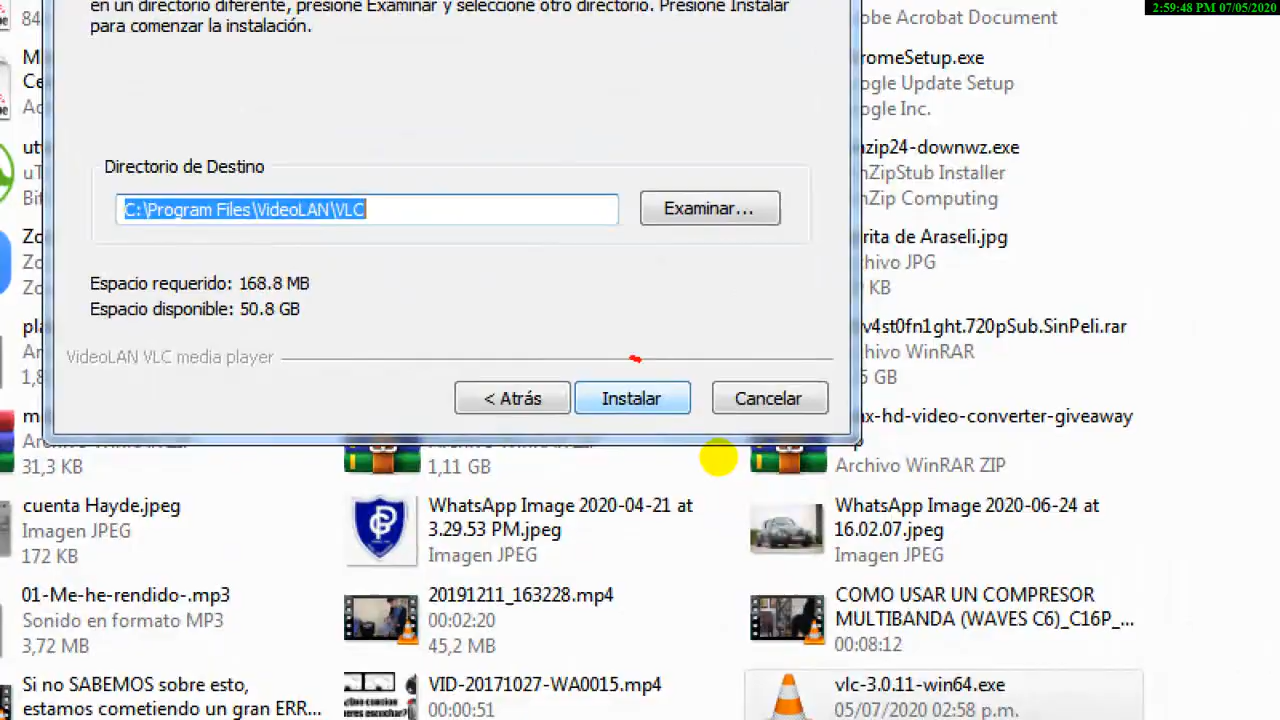 2:59:48 PM 07/05/2020
en un directorio diferente, presione Examinar y seleccione otro directorio. Presione Instalar
para comenzar la instalación.
Directorio de Destino
C:\Program Files\VideoLAN\VLC
Examinar...
Espacio requerido: 168.8 MB
Espacio disponible: 50.8 GB
VideoLAN VLC media player
< Atrás
Instalar
Cancelar
obe Acrobat Document
romeSetup.exe
ogle Update Setup
ogle Inc.
nzip24-downwz.exe
nZipStub Installer
nZip Computing
rita de Araseli.jpg
hivo JPG
KB
v4st0fn1ght.720pSub.SinPeli.rar
hivo WinRAR
GB
x-hd-video-converter-giveaway
Archivo WinRAR ZIP
31,3 KB
1,11 GB
cuenta Hayde.jpeg
Imagen JPEG
172 KB
WhatsApp Image 2020-04-21 at
3.29.53 PM.jpeg
Imagen JPEG
WhatsApp Image 2020-06-24 at
16.02.07.jpeg
Imagen JPEG
01-Me-he-rendido-.mp3
Sonido en formato MP3
3,72 MB
20191211_163228.mp4
00:02:20
45,2 MB
COMO USAR UN COMPRESOR
MULTIBANDA (WAVES C6)_C16P_...
00:08:12
Si no SABEMOS sobre esto,
estamos cometiendo un gran ERR...
VID-20171027-WA0015.mp4
00:00:51
vlc-3.0.11-win64.exe
05/07/2020 02:58 p.m.